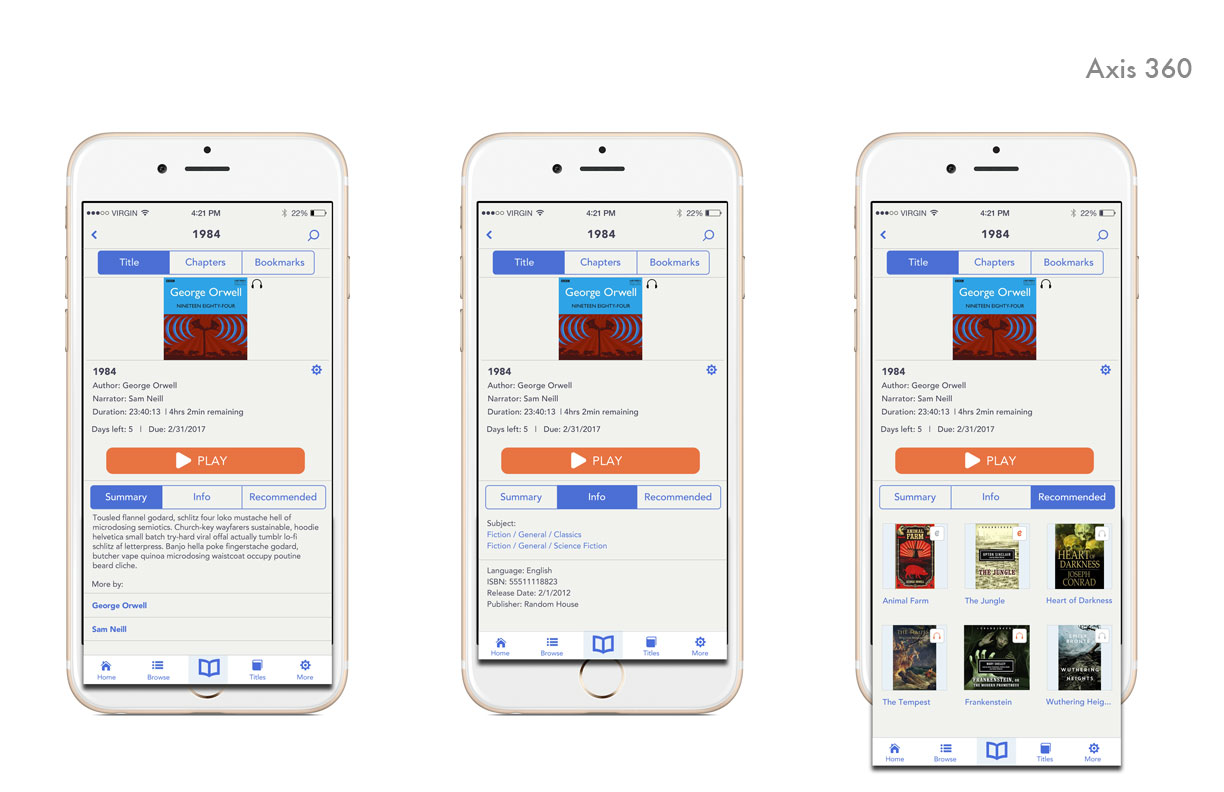 Axis 360
VIRGIN 4:21 PM 22%
1984
Title Chapters Bookmarks
George Orwell
NINETEEN EIGHTY-FOUR
1984
Author: George Orwell
Narrator: Sam Neill
Duration: 23:40:13 | 4hrs 2min remaining
Days left: 5 | Due: 2/31/2017
PLAY
Summary Info Recommended
Tousled flannel godard, schlitz four loko mustache hell of
microdosing semiotics. Church-key wayfarers sustainable, hoodie
helvetica small batch try-hard viral offal actually tumblr lo-fi
schlitz af letterpress. Banjo hella poke fingerstache godard,
butcher vape quinoa microdosing waistcoat occupy poutine
beard cliche.
More by:
George Orwell
Sam Neill
Home Browse Titles More
VIRGIN 4:21 PM 22%
1984
Title Chapters Bookmarks
George Orwell
NINETEEN EIGHTY-FOUR
1984
Author: George Orwell
Narrator: Sam Neill
Duration: 23:40:13 | 4hrs 2min remaining
Days left: 5 | Due: 2/31/2017
PLAY
Summary Info Recommended
Subject:
Fiction / General / Classics
Fiction / General / Science Fiction
Language: English
ISBN: 55511118823
Release Date: 2/1/2012
Publisher: Random House
Home Browse Titles More
VIRGIN 4:21 PM 22%
1984
Title Chapters Bookmarks
George Orwell
NINETEEN EIGHTY-FOUR
1984
Author: George Orwell
Narrator: Sam Neill
Duration: 23:40:13 | 4hrs 2min remaining
Days left: 5 | Due: 2/31/2017
PLAY
Summary Info Recommended
ANIMAL FARM
GEORGE ORWELL
UPTON SINCLAIR
THE JUNGLE
HEART OF
DARKNESS
JOSEPH
CONRAD
Animal Farm The Jungle Heart of Darkness
MARY SHELLEY
FRANKENSTEIN, OR
THE MODERN PROMETHEUS
EMILY
BRONTE
WUTHERING
HEIGHTS
The Tempest Frankenstein Wuthering Heig...
Home Browse Titles More